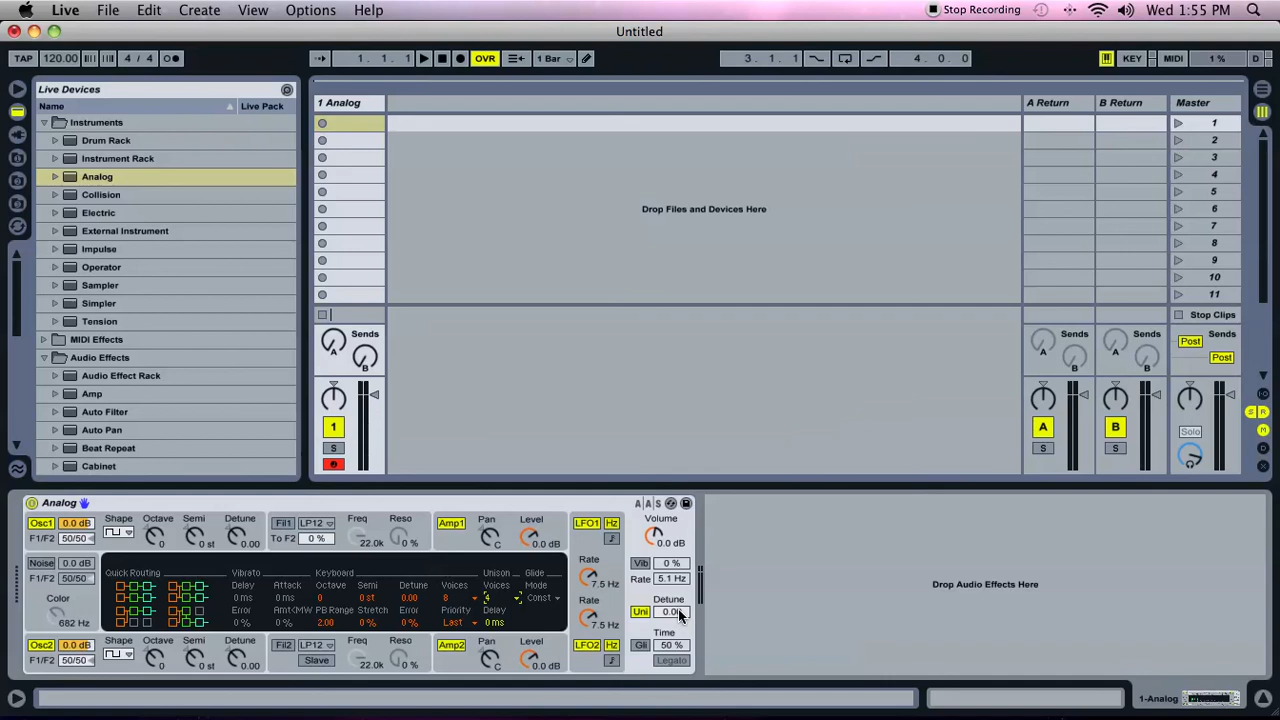 Live File Edit Create View Options Help Stop Recording Wed 1:55 PM
Untitled
TAP 120.00 4 / 4 1. 1. 1 OVR 1 Bar 3. 1. 1 4. 0. 0 KEY MIDI 1 % D
Live Devices
Name Live Pack
Instruments
Drum Rack
Instrument Rack
Analog
Collision
Electric
External Instrument
Impulse
Operator
Sampler
Simpler
Tension
MIDI Effects
Audio Effects
Audio Effect Rack
Amp
Auto Filter
Auto Pan
Beat Repeat
Cabinet
1 Analog A Return B Return Master
1
2
3
4
5
6
7
8
9
10
11
Drop Files and Devices Here
Stop Clips
Sends Sends Sends Sends
A A A Post
B B B Post
1 A B Solo
S S S
Analog
Osc1 0.0 dB Shape Octave Semi Detune Fil1 LP12 Freq Reso Amp1 Pan Level LFO1 Hz Volume
F1/F2 50/50 0 0 st 0.00 To F2 0 % 22.0k 0 % C 0.0 dB 0.0 dB
Noise 0.0 dB Quick Routing Vibrato Keyboard Unison Glide Rate Vib 0 %
F1/F2 50/50 Delay Attack Octave Semi Detune Voices Voices Mode 7.5 Hz Rate 5.1 Hz
0 ms 0 ms 0 0 st 0.00 8 4 Const
Color Error Amt<MW PB Range Stretch Error Priority Delay Rate Detune
682 Hz 0 % 0 % 2.00 0 % 0 % Last 0 ms 7.5 Hz Uni
Osc2 0.0 dB Shape Octave Semi Detune Fil2 LP12 Freq Reso Amp2 Pan Level LFO2 Hz Time
F1/F2 50/50 0 0 st 0.00 Slave 22.0k 0 % C 0.0 dB Gli 50 %
Legato
Drop Audio Effects Here
1-Analog